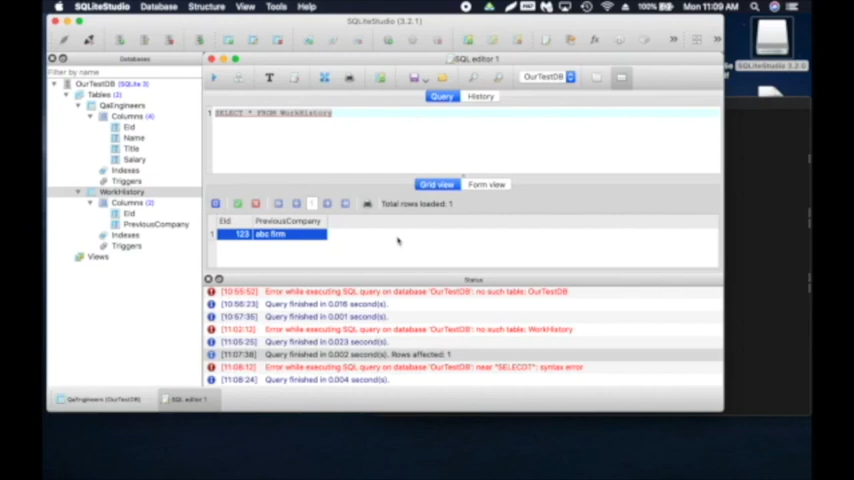 SQLiteStudio Database Structure View Tools Help
100% Mon 11:09 AM
SQLiteStudio (3.2.1)
Databases
Filter by name
OurTestDB (SQLite 3)
Tables (2)
QaEngineers
Columns (4)
Eid
Name
Title
Salary
Indexes
Triggers
WorkHistory
Columns (2)
Eid
PreviousCompany
Indexes
Triggers
Views
SQL editor 1
OurTestDB
Query History
1 SELECT * FROM WorkHistory
Grid view Form view
1 Total rows loaded: 1
Eid PreviousCompany
1 123 abc firm
Status
[10:55:52] Error while executing SQL query on database 'OurTestDB': no such table: OurTestDB
[10:56:23] Query finished in 0.016 second(s).
[10:57:35] Query finished in 0.001 second(s).
[11:02:12] Error while executing SQL query on database 'OurTestDB': no such table: WorkHistory
[11:05:25] Query finished in 0.023 second(s).
[11:07:38] Query finished in 0.002 second(s). Rows affected: 1
[11:08:12] Error while executing SQL query on database 'OurTestDB': near "SELECOT": syntax error
[11:08:24] Query finished in 0.004 second(s).
QaEngineers (OurTestDB) SQL editor 1
SQLiteStudio 3.2.0